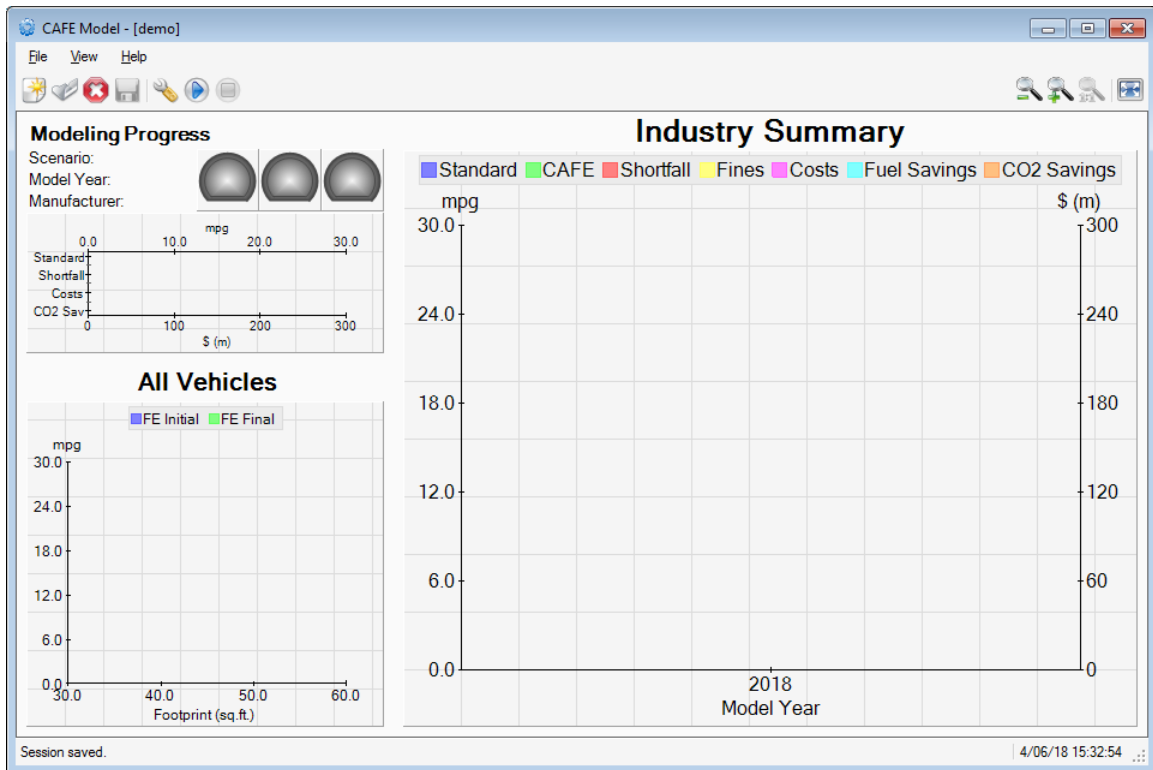 CAFE Model - [demo]
File View Help
Modeling Progress
Scenario:
Model Year:
Manufacturer:
mpg
0.0 10.0 20.0 30.0
Standard
Shortfall
Costs
CO2 Sav
0 100 200 300
$ (m)
All Vehicles
FE Initial FE Final
mpg
30.0
24.0
18.0
12.0
6.0
0.0
30.0 40.0 50.0 60.0
Footprint (sq.ft.)
Industry Summary
Standard CAFE Shortfall Fines Costs Fuel Savings CO2 Savings
mpg $ (m)
30.0 300
24.0 240
18.0 180
12.0 120
6.0 60
0.0 0
2018
Model Year
Session saved. 4/06/18 15:32:54